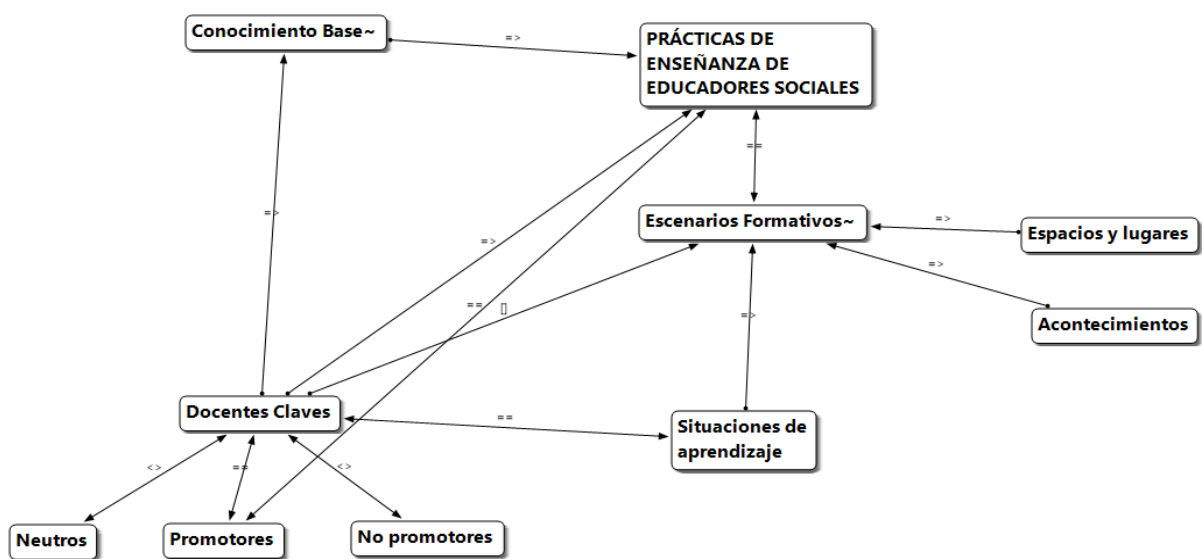 Conocimiento Base~
=>
PRÁCTICAS DE
ENSEÑANZA DE
EDUCADORES SOCIALES
==
Escenarios Formativos~
=>
Espacios y lugares
=>
=>
=>
Acontecimientos
== []
=>
Docentes Claves
==
Situaciones de
aprendizaje
<>
==
<>
Neutros
Promotores
No promotores